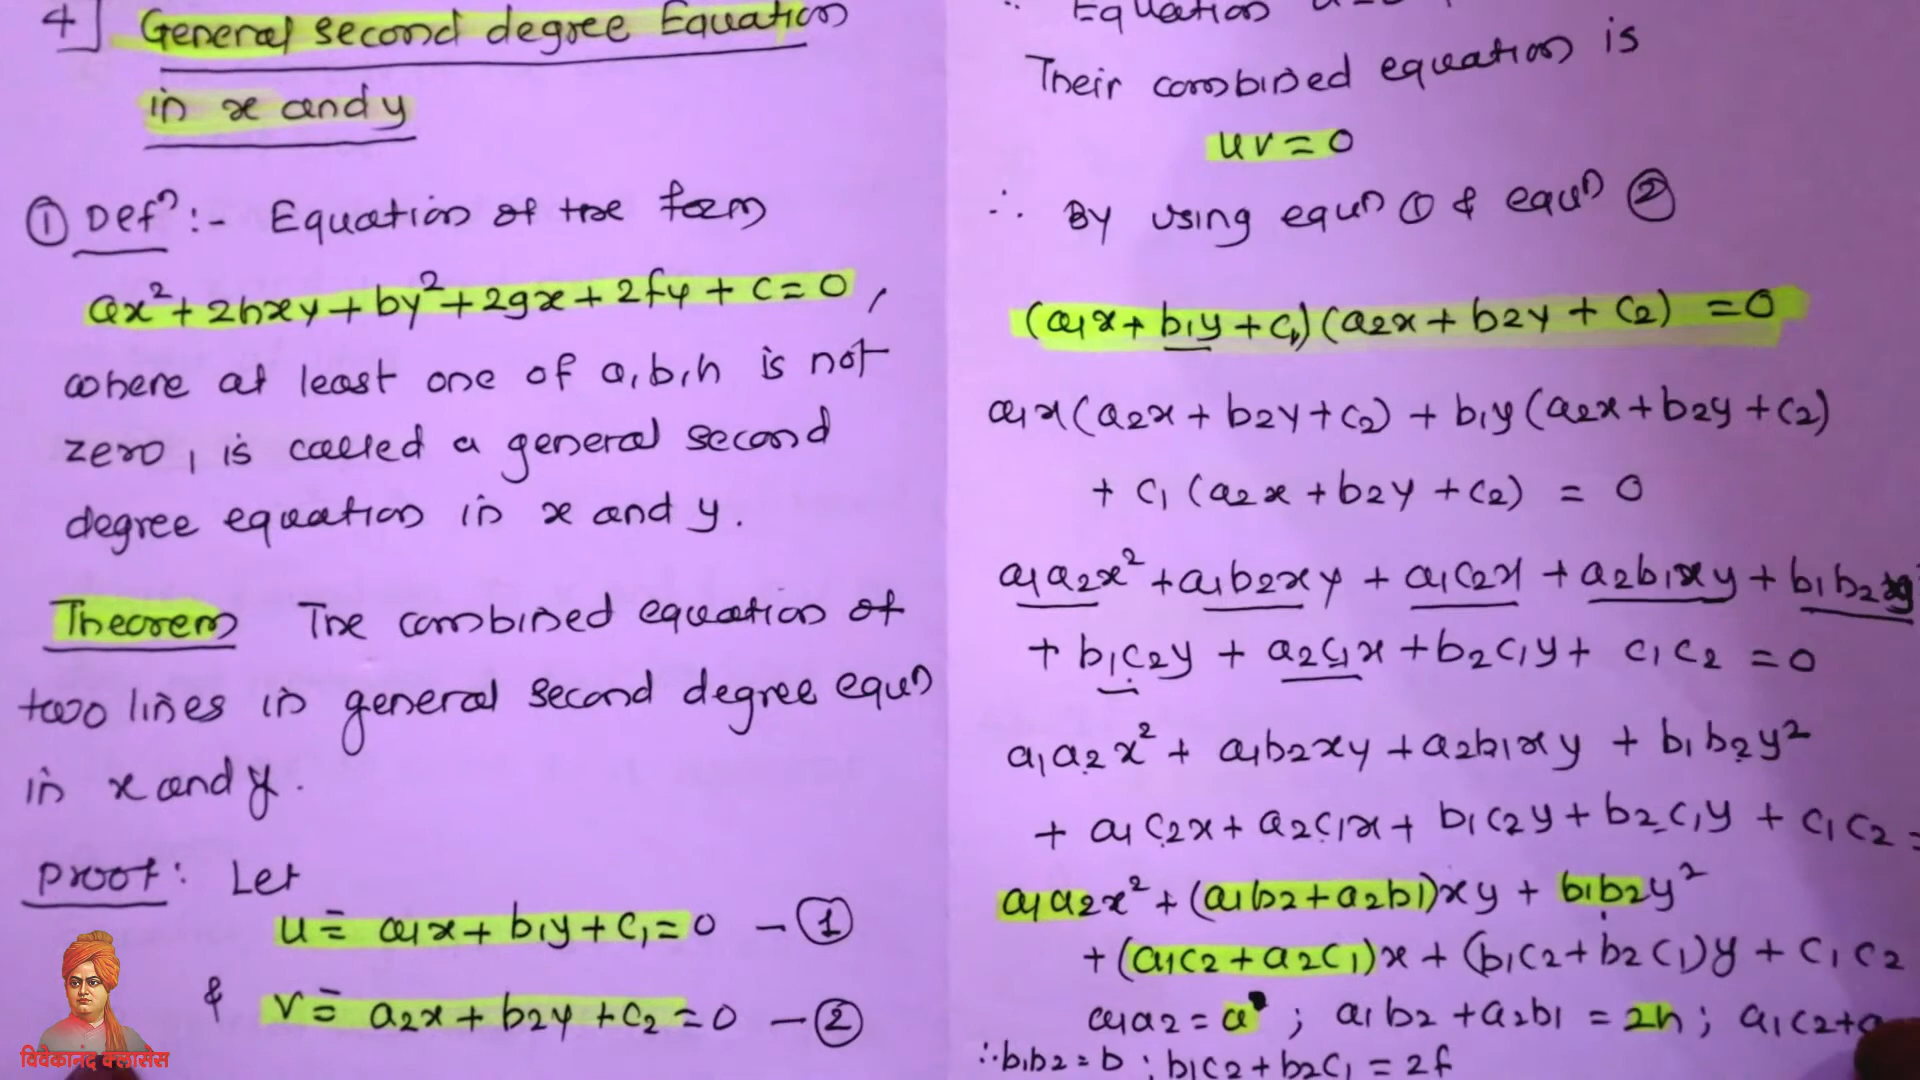 4] General second degree Equation
in x and y
① Defⁿ :- Equation of the form
ax²+2hxy+by²+2gx+2fy+c=0,
where at least one of a,b,h is not
zero, is called a general second
degree equation in x and y.
Theorem The combined equation of
two lines in general second degree equⁿ
in x and y.
Proof: Let
u ≡ a₁x+b₁y+c₁=0 — ①
& v ≡ a₂x+b₂y+c₂=0 — ②
विवेकानंद क्लासेस
∴ Equation
Their combined equation is
uv=0
∴ By using equⁿ ① & equⁿ ②
(a₁x+b₁y+c₁)(a₂x+b₂y+c₂) =0
a₁x(a₂x+b₂y+c₂)+b₁y(a₂x+b₂y+c₂)
+ c₁(a₂x+b₂y+c₂) = 0
a₁a₂x²+a₁b₂xy+a₁c₂x+a₂b₁xy+b₁b₂y
+ b₁c₂y + a₂c₁x+b₂c₁y+ c₁c₂ =0
a₁a₂x²+ a₁b₂xy+a₂b₁xy + b₁b₂y²
+ a₁c₂x+a₂c₁x+ b₁c₂y+b₂c₁y + c₁c₂ =
a₁a₂x²+(a₁b₂+a₂b₁)xy + b₁b₂y²
+(a₁c₂+a₂c₁)x+(b₁c₂+b₂c₁)y+c₁c₂
a₁a₂=a ; a₁b₂+a₂b₁ = 2h; a₁c₂+a
∴b₁b₂=b ; b₁c₂+b₂c₁ = 2f